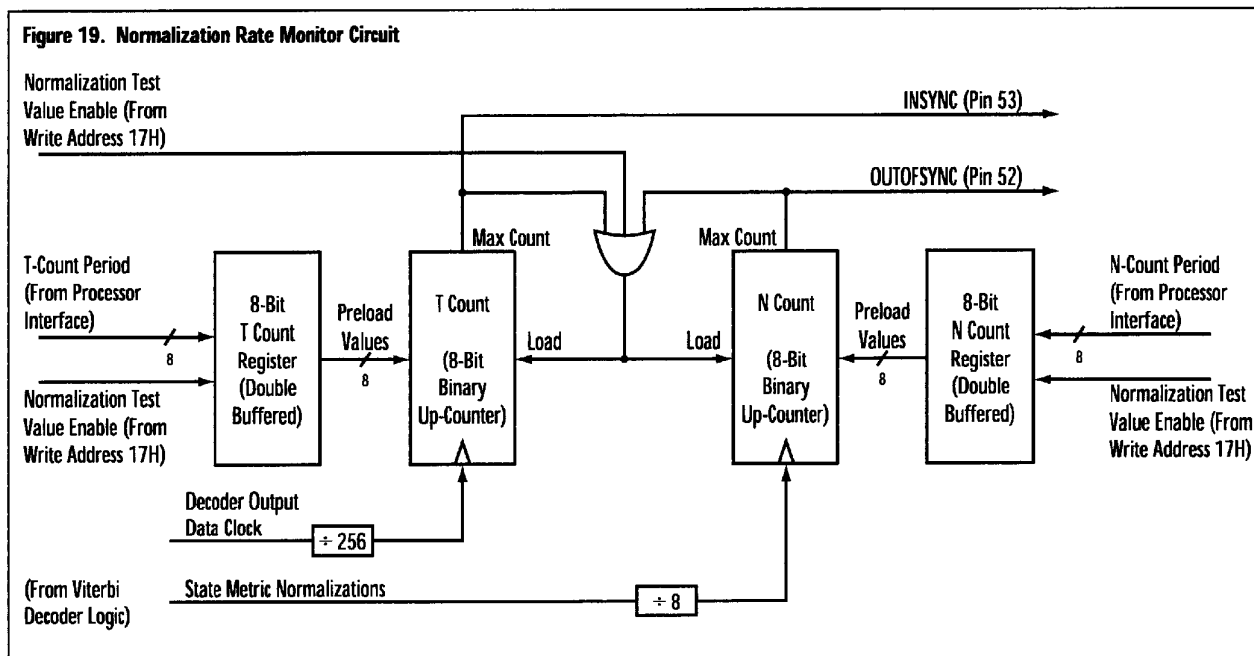 Figure 19. Normalization Rate Monitor Circuit
Normalization Test
Value Enable (From
Write Address 17H)
INSYNC (Pin 53)
OUTOFSYNC (Pin 52)
Max Count
Max Count
T-Count Period
(From Processor
Interface)
8
Normalization Test
Value Enable (From
Write Address 17H)
8-Bit
T Count
Register
(Double
Buffered)
Preload
Values
8
T Count
(8-Bit
Binary
Up-Counter)
Load
Load
N Count
(8-Bit
Binary
Up-Counter)
Preload
Values
8
8-Bit
N Count
Register
(Double
Buffered)
N-Count Period
(From Processor
Interface)
8
Normalization Test
Value Enable (From
Write Address 17H)
Decoder Output
Data Clock
÷ 256
(From Viterbi
Decoder Logic)
State Metric Normalizations
÷ 8